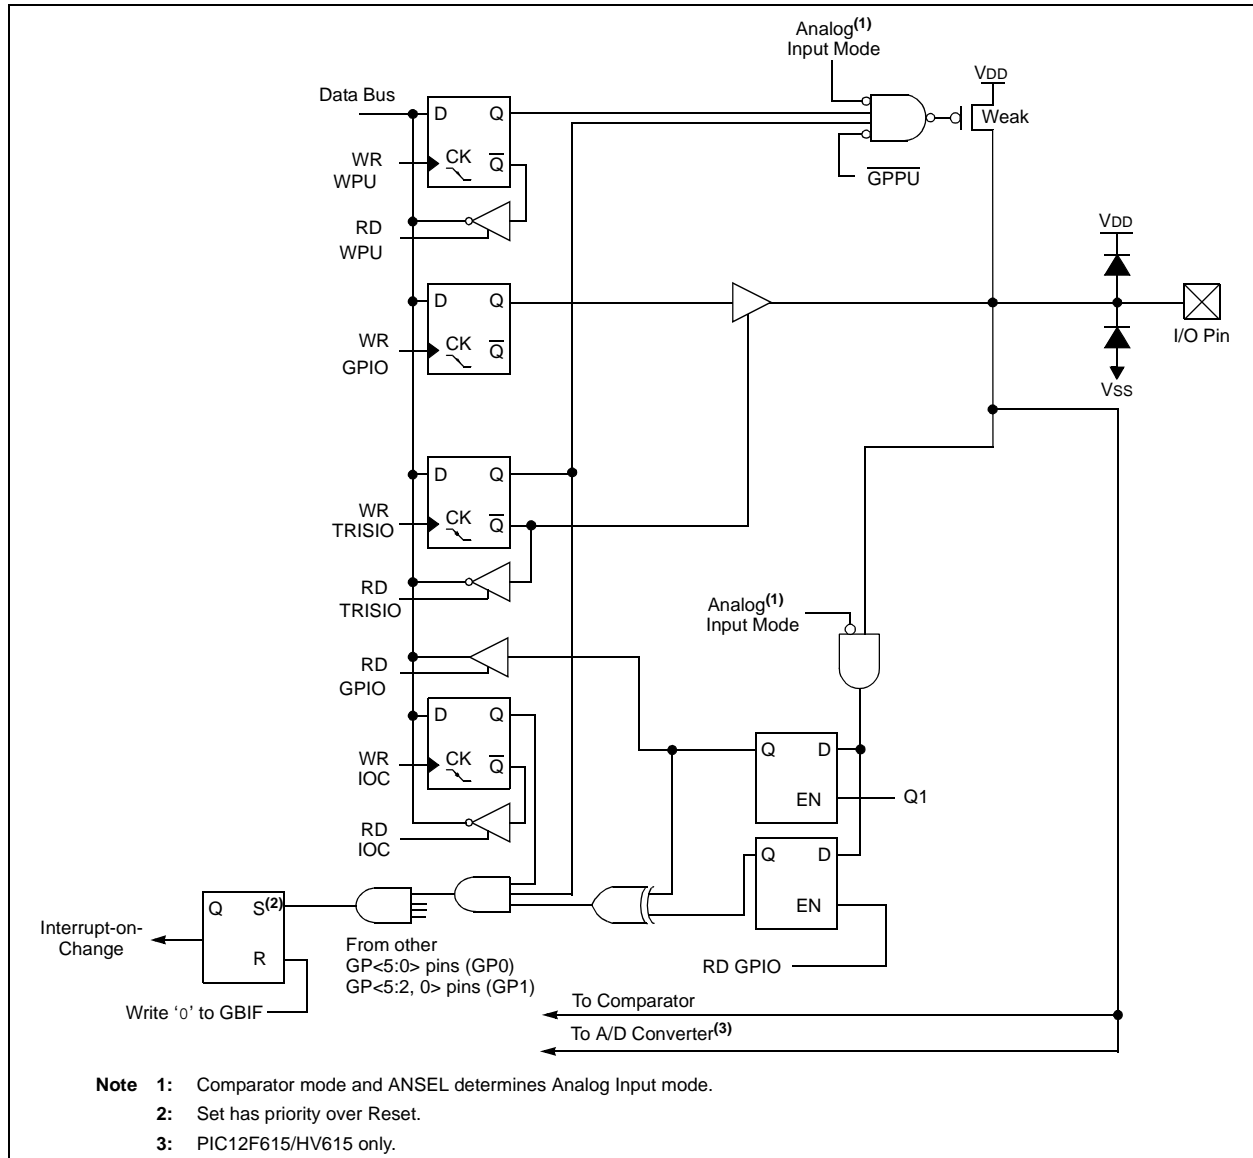 Analog(1)
Input Mode
VDD
Data Bus
D Q
Weak
WR
WPU
CK Q
GPPU
RD
WPU
VDD
D Q
WR
GPIO
CK Q
I/O Pin
VSS
D Q
WR
TRISIO
CK Q
RD
TRISIO
Analog(1)
Input Mode
RD
GPIO
D Q
Q D
WR
IOC
CK Q
EN Q1
RD
IOC
Q D
EN
Q S(2)
Interrupt-on-
Change
R
From other
GP<5:0> pins (GP0)
GP<5:2, 0> pins (GP1)
RD GPIO
Write ‘0’ to GBIF
To Comparator
To A/D Converter(3)
Note 1: Comparator mode and ANSEL determines Analog Input mode.
2: Set has priority over Reset.
3: PIC12F615/HV615 only.